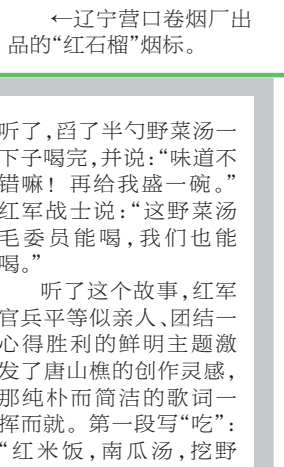 ←辽宁营口卷烟厂出
品的“红石榴”烟标。
听了,舀了半勺野菜汤一
下子喝完,并说:“味道不
错嘛! 再给我盛一碗。”
红军战士说:“这野菜汤
毛委员能喝,我们也能
喝。”
听了这个故事,红军
官兵平等似亲人、团结一
心得胜利的鲜明主题激
发了唐山樵的创作灵感,
那纯朴而简洁的歌词一
挥而就。第一段写“吃”:
“红米饭,南瓜汤,挖野